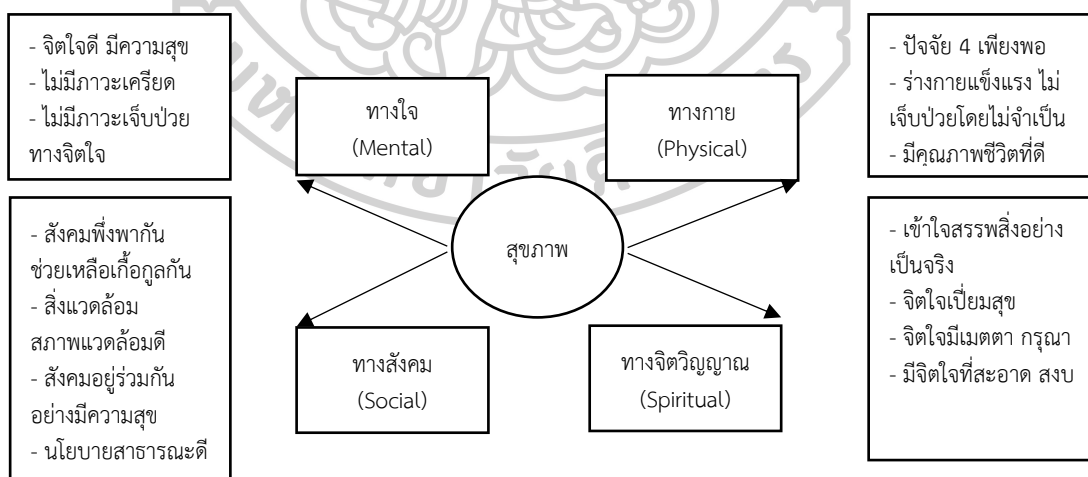 - จิตใจดี มีความสุข
- ไม่มีภาวะเครียด
- ไม่มีภาวะเจ็บป่วย
ทางจิตใจ
ทางใจ
(Mental)
ทางกาย
(Physical)
- ปัจจัย 4 เพียงพอ
- ร่างกายแข็งแรง ไม่
เจ็บป่วยโดยไม่จำเป็น
- มีคุณภาพชีวิตที่ดี
สุขภาพ
- สังคมพึ่งพากัน
ช่วยเหลือเกื้อกูลกัน
- สิ่งแวดล้อม
สภาพแวดล้อมดี
- สังคมอยู่ร่วมกัน
อย่างมีความสุข
- นโยบายสาธารณะดี
ทางสังคม
(Social)
ทางจิตวิญญาณ
(Spiritual)
- เข้าใจสรรพสิ่งอย่าง
เป็นจริง
- จิตใจเปี่ยมสุข
- จิตใจมีเมตตา กรุณา
- มีจิตใจที่สะอาด สงบ